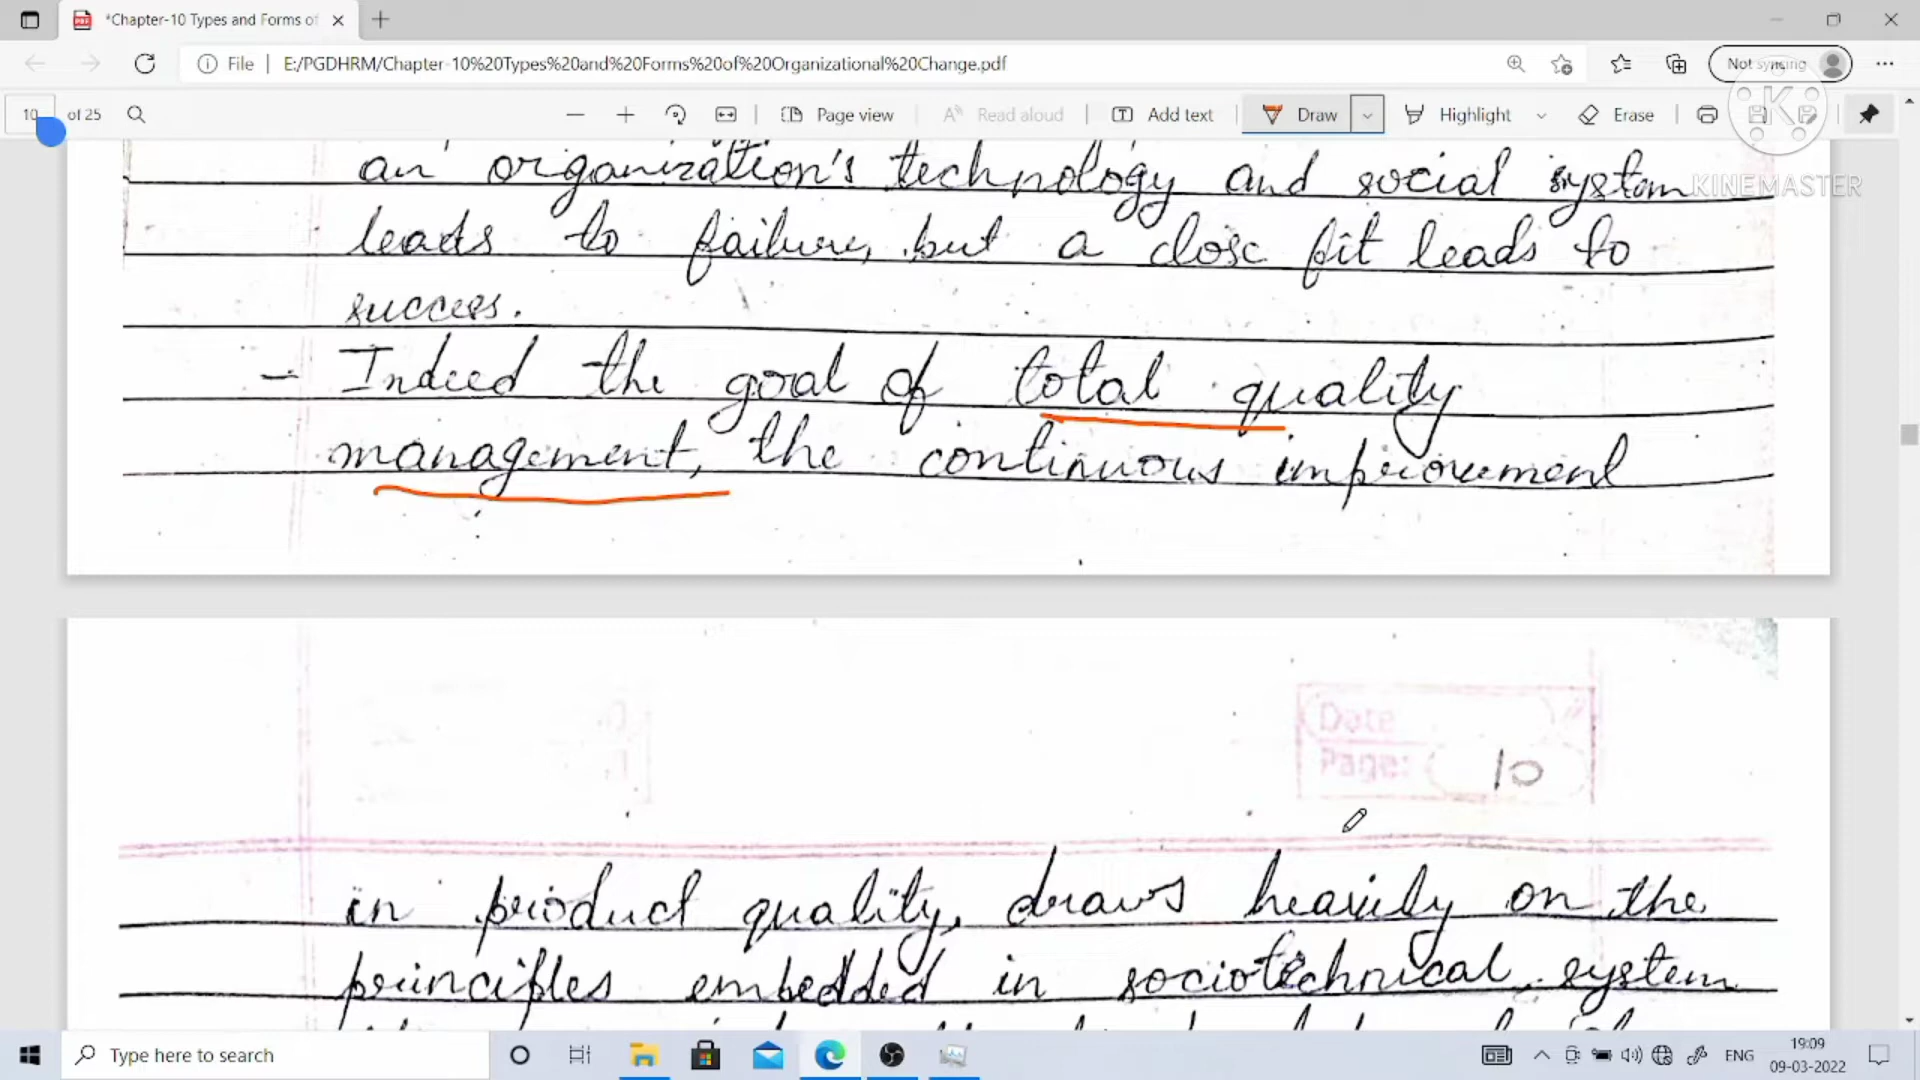 *Chapter-10 Types and Forms of
File | E:/PGDHRM/Chapter-10%20Types%20and%20Forms%20of%20Organizational%20Change.pdf
Not syncing
10 of 25
Page view
Read aloud
Add text
Draw
Highlight
Erase
K
KINEMASTER
an organization's technology and social system
leads to failure, but a close fit leads to
success.
- Indeed the goal of total quality
management, the continuous improvement
Date
Page: 10
in product quality, draws heavily on the
principles embedded in sociotechnical system
Type here to search
ENG
19:09
09-03-2022